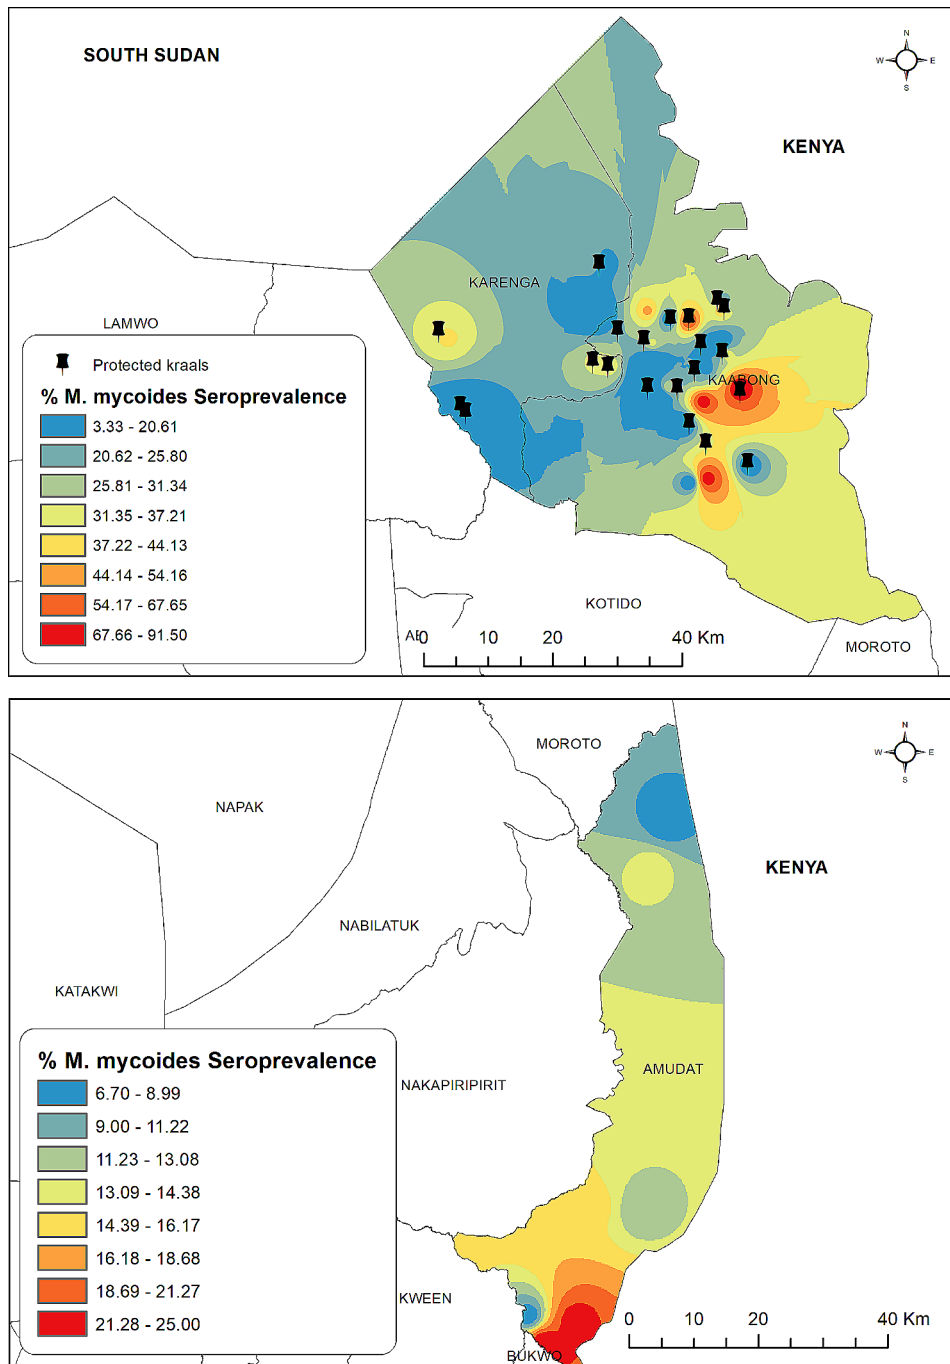 SOUTH SUDAN
N
W E
S
KENYA
KARENGA
LAMWO
Protected kraals
% M. mycoides Seroprevalence
3.33 - 20.61
20.62 - 25.80
25.81 - 31.34
31.35 - 37.21
37.22 - 44.13
44.14 - 54.16
54.17 - 67.65
67.66 - 91.50
KAABONG
KOTIDO
AB
0 10 20 40 Km
MOROTO
MOROTO
N
W E
S
NAPAK
KENYA
NABILATUK
KATAKWI
AMUDAT
NAKAPIRIPIRIT
% M. mycoides Seroprevalence
6.70 - 8.99
9.00 - 11.22
11.23 - 13.08
13.09 - 14.38
14.39 - 16.17
16.18 - 18.68
18.69 - 21.27
21.28 - 25.00
KWEEN
BUKWO
0 10 20 40 Km